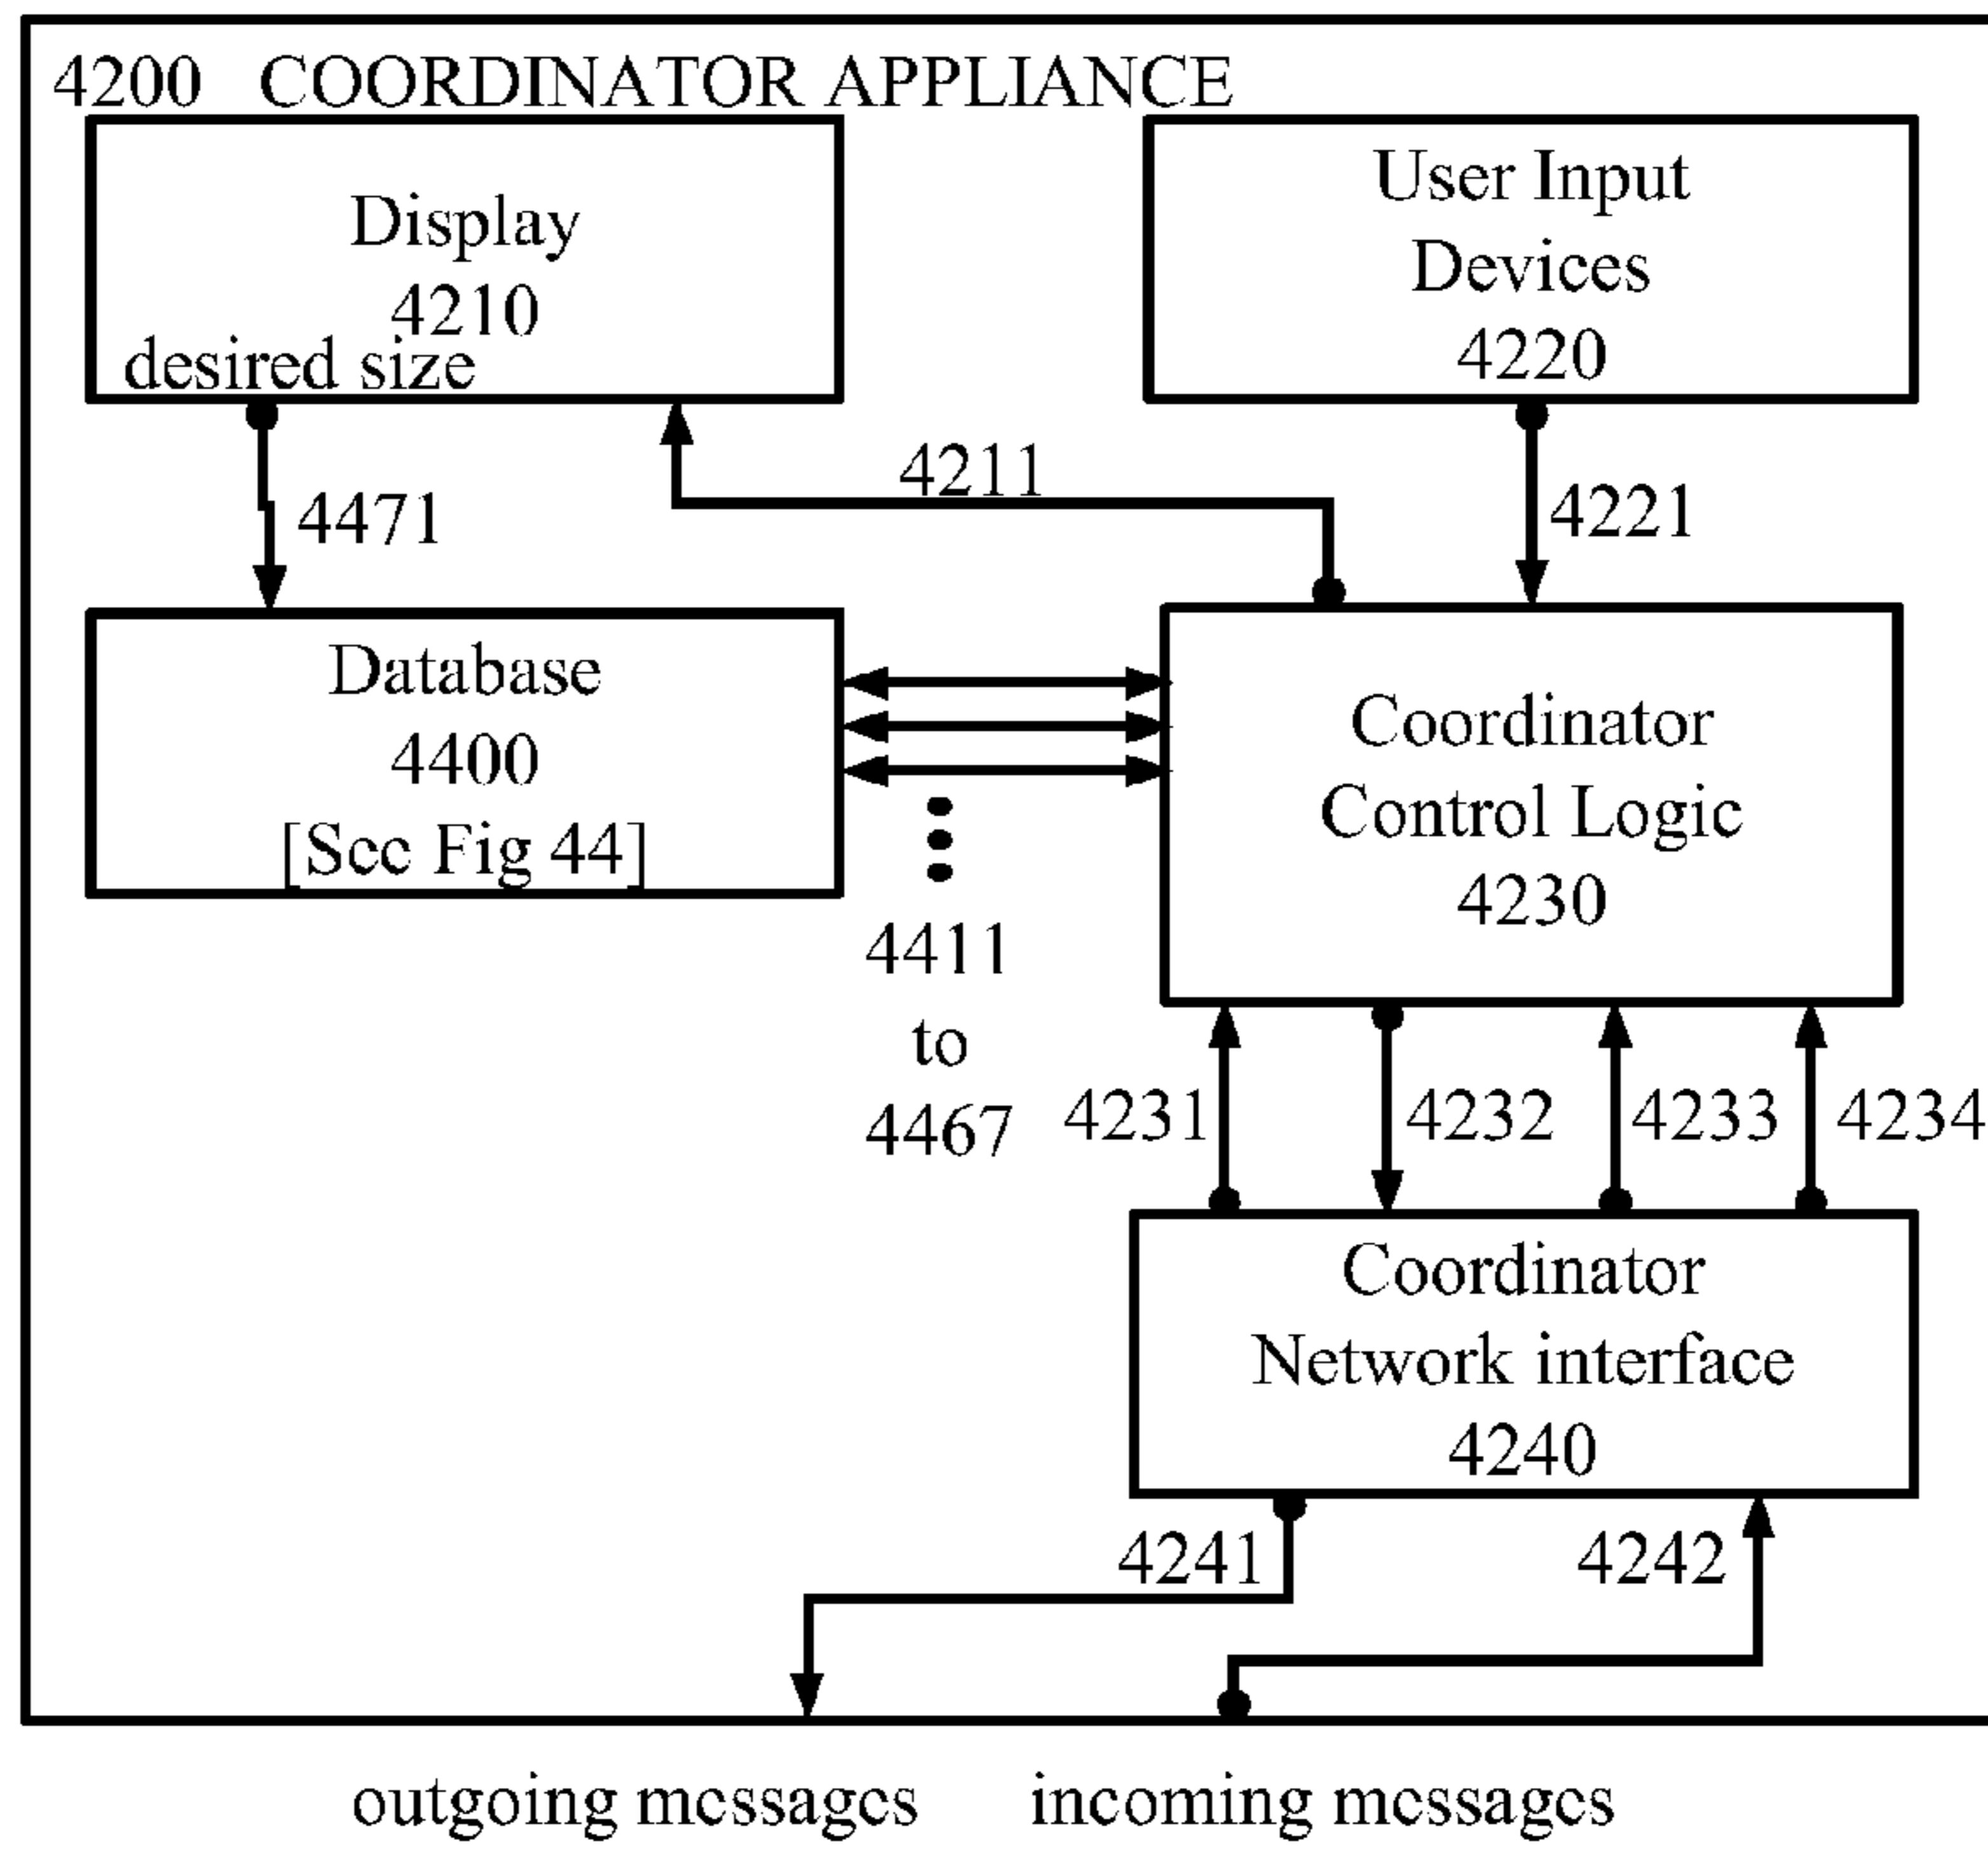 4200 COORDINATOR APPLIANCE
Display
4210
desired size
User Input
Devices
4220
4471
4211
4221
Database
4400
[See Fig 44]
Coordinator
Control Logic
4230
4411
to
4467
4231
4232
4233
4234
Coordinator
Network interface
4240
4241
4242
outgoing messages
incoming messages